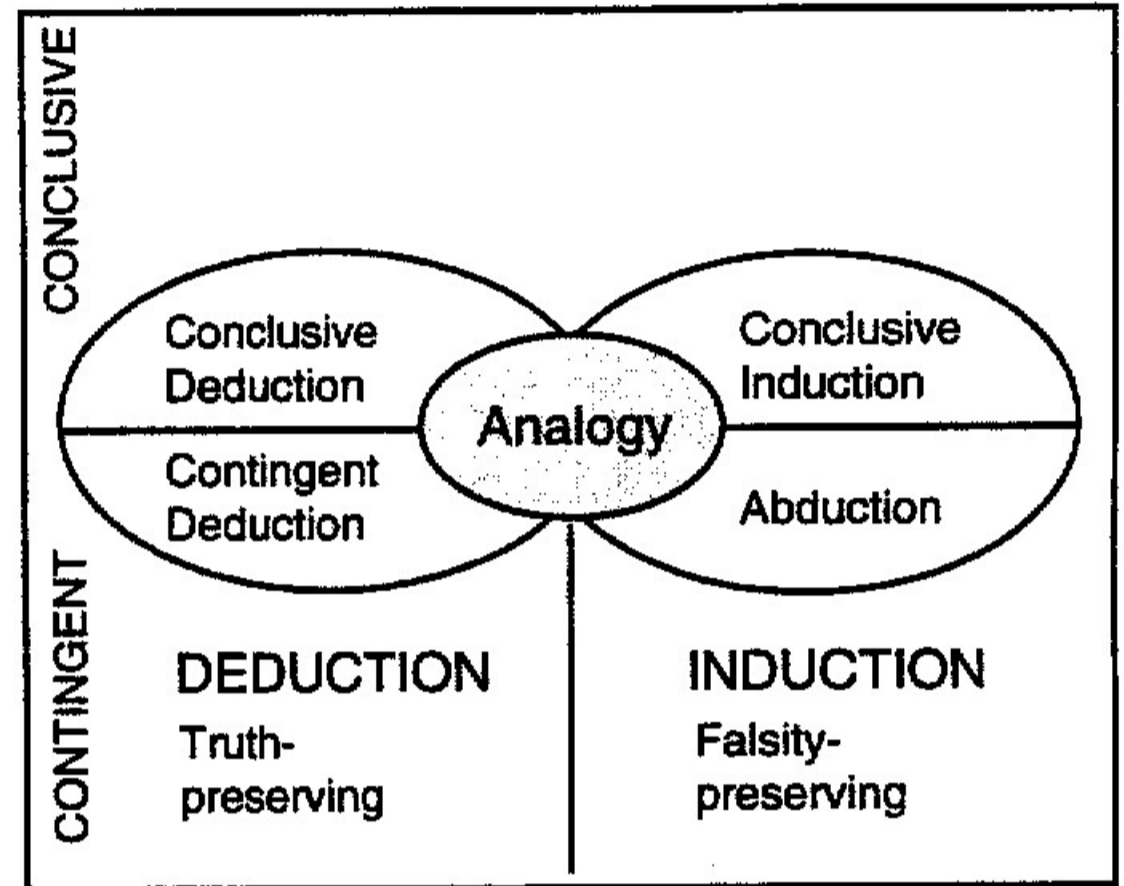 CONCLUSIVE
Conclusive
Deduction
Conclusive
Induction
Analogy
Contingent
Deduction
Abduction
CONTINGENT
DEDUCTION
Truth-
preserving
INDUCTION
Falsity-
preserving